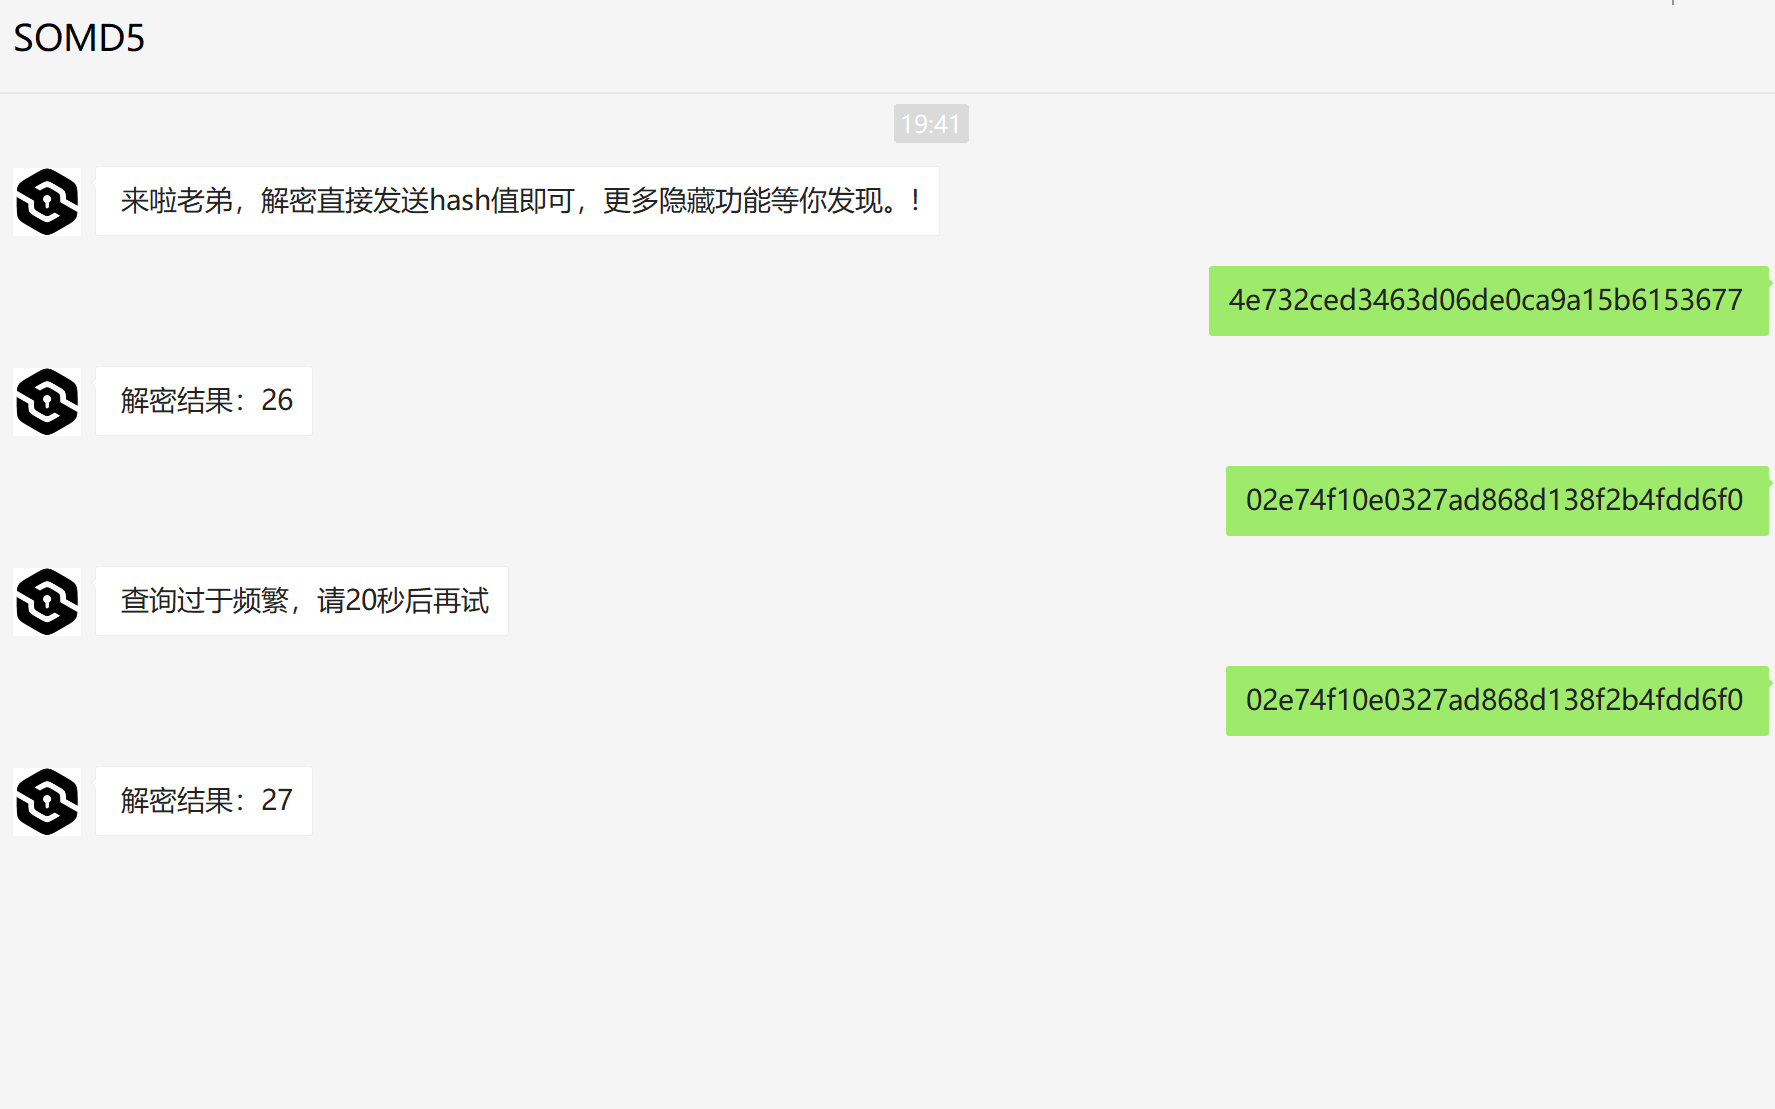 SOMD5
19:41
来啦老弟，解密直接发送hash值即可，更多隐藏功能等你发现。！
4e732ced3463d06de0ca9a15b6153677
解密结果：26
02e74f10e0327ad868d138f2b4fdd6f0
查询过于频繁，请20秒后再试
02e74f10e0327ad868d138f2b4fdd6f0
解密结果：27